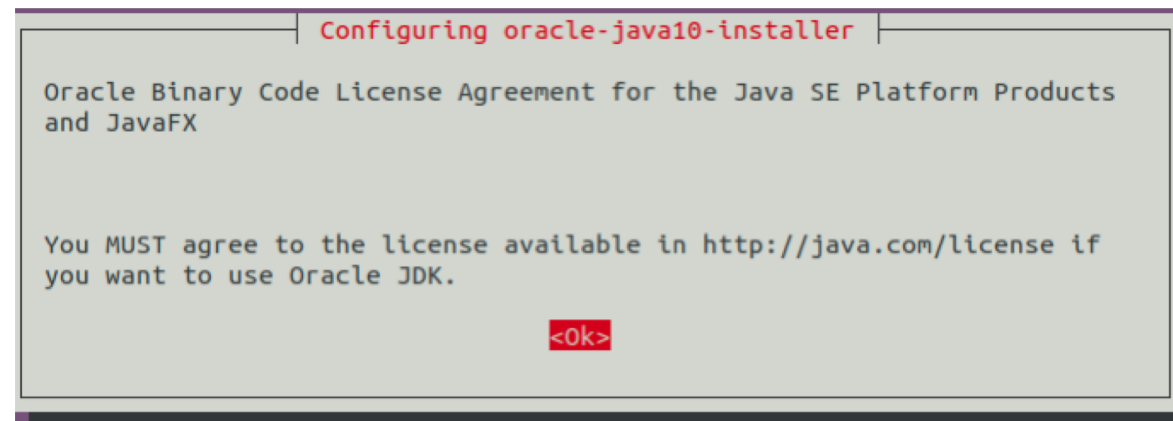 Configuring oracle-java10-installer
Oracle Binary Code License Agreement for the Java SE Platform Products
and JavaFX
You MUST agree to the license available in http://java.com/license if
you want to use Oracle JDK.
<Ok>